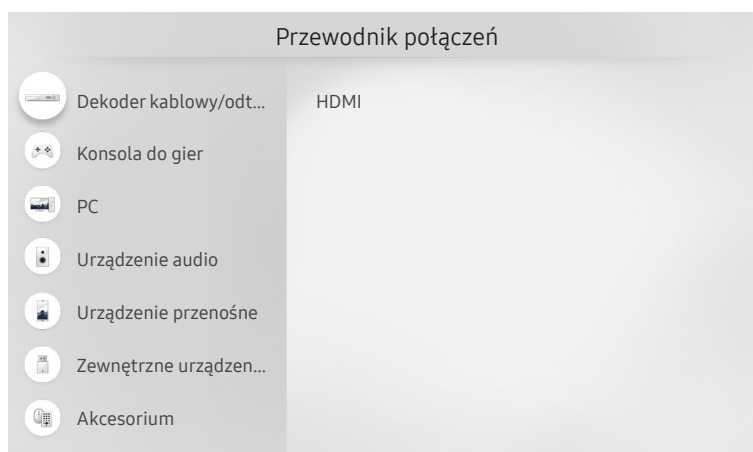 Przewodnik połączeń
Dekoder kablowy/odt...
HDMI
Konsola do gier
PC
Urządzenie audio
Urządzenie przenośne
Zewnętrzne urządzen...
Akcesorium